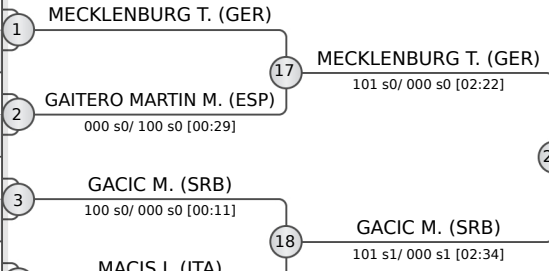 MECKLENBURG T. (GER)
1
17
MECKLENBURG T. (GER)
101 s0/ 000 s0 [02:22]
2
GAITERO MARTIN M. (ESP)
000 s0/ 100 s0 [00:29]
3
GACIC M. (SRB)
100 s0/ 000 s0 [00:11]
18
GACIC M. (SRB)
101 s1/ 000 s1 [02:34]
MACIS L. (ITA)